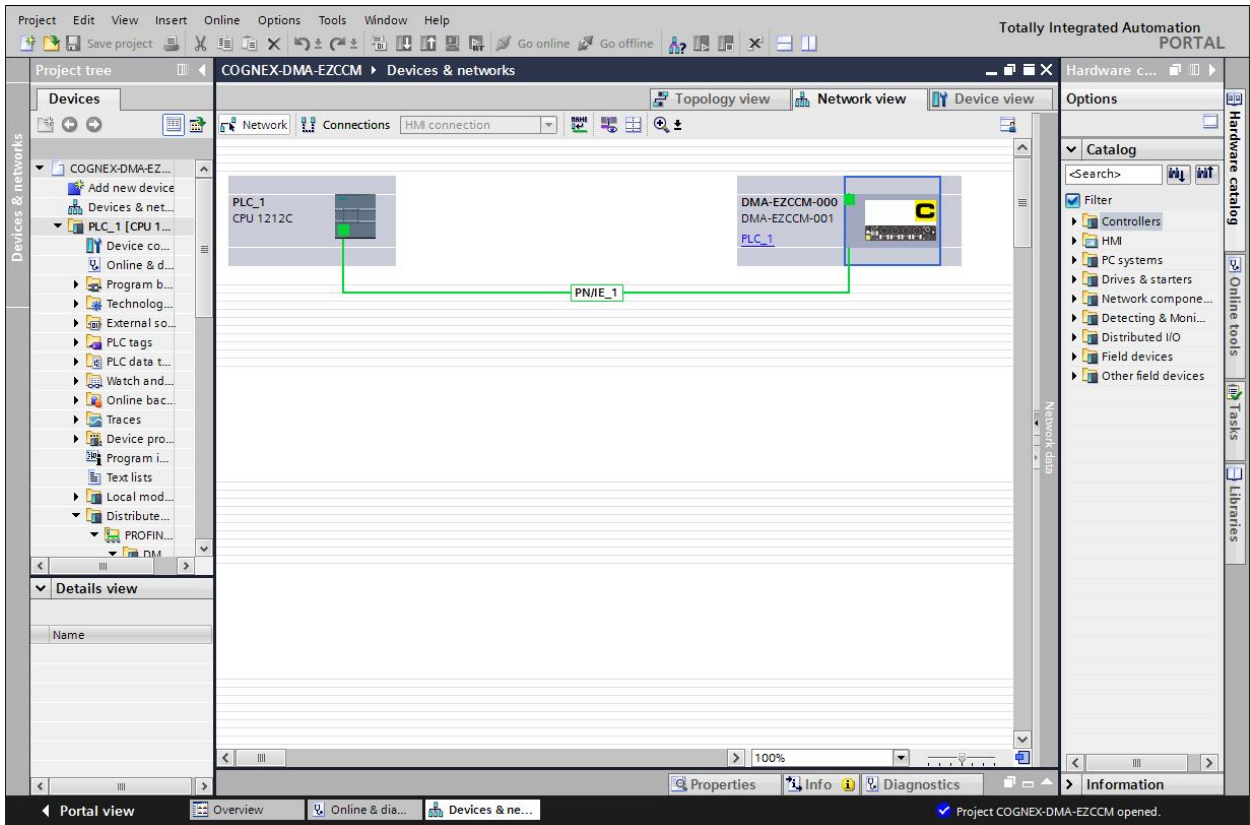 Project Edit View Insert Online Options Tools Window Help
Totally Integrated Automation
PORTAL
Save project Go online Go offline
Project tree
COGNEX-DMA-EZCCM Devices & networks
Hardware c...
Devices
Topology view Network view Device view
Options
Network Connections HMI connection
Catalog
<Search>
Filter
Controllers
HMI
PC systems
Drives & starters
Network compone...
Detecting & Moni...
Distributed I/O
Field devices
Other field devices
Devices & networks
COGNEX-DMA-EZ...
Add new device
Devices & net...
PLC_1 [CPU 1...
Device co...
Online & d...
Program b...
Technolog...
External so...
PLC tags
PLC data t...
Watch and...
Online bac...
Traces
Device pro...
Program i...
Text lists
Local mod...
Distribute...
PROFIN...
DM
PLC_1
CPU 1212C
DMA-EZCCM-000
DMA-EZCCM-001
PLC_1
C
PN/IE_1
Network data
Hardware catalog
Online tools
Tasks
Libraries
Details view
Name
100%
Properties Info Diagnostics
Information
Portal view Overview Online & dia... Devices & ne... Project COGNEX-DMA-EZCCM opened.